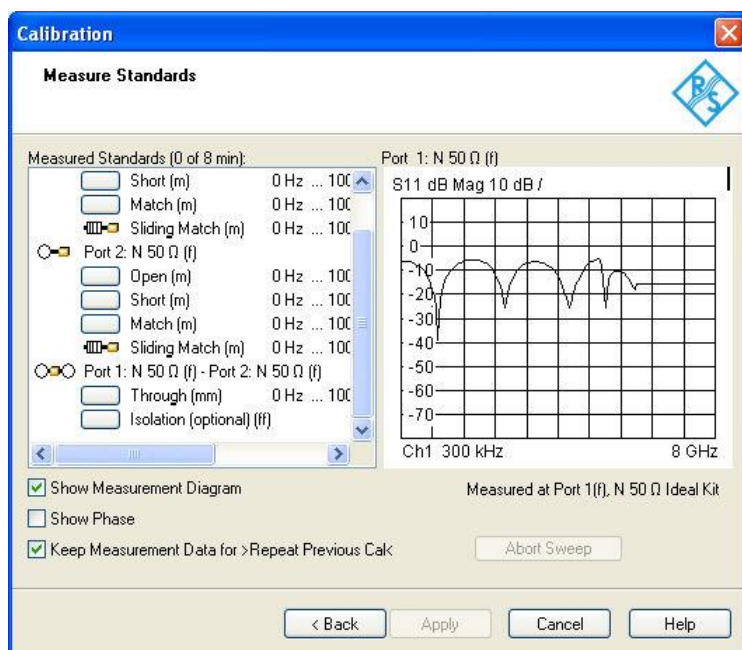 Calibration
Measure Standards
R
S
Measured Standards (0 of 8 min):
Short (m) 0 Hz ... 100
Match (m) 0 Hz ... 100
Sliding Match (m) 0 Hz ... 100
Port 2: N 50 Ω (f)
Open (m) 0 Hz ... 100
Short (m) 0 Hz ... 100
Match (m) 0 Hz ... 100
Sliding Match (m) 0 Hz ... 100
Port 1: N 50 Ω (f) - Port 2: N 50 Ω (f)
Through (mm) 0 Hz ... 100
Isolation (optional) (ff)
Port 1: N 50 Ω (f)
S11 dB Mag 10 dB /
10
0
-10
-20
-30
-40
-50
-60
-70
Ch1 300 kHz 8 GHz
Show Measurement Diagram
Measured at Port 1(f), N 50 Ω Ideal Kit
Show Phase
Keep Measurement Data for >Repeat Previous Cal<
Abort Sweep
< Back
Apply
Cancel
Help